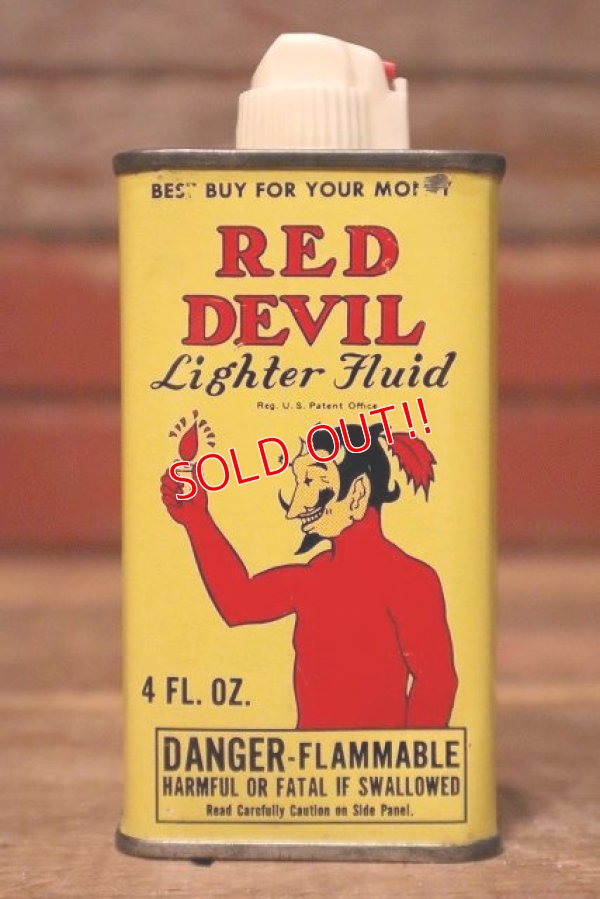 BEST BUY FOR YOUR MONEY
RED
DEVIL
Lighter Fluid
Reg. U.S. Patent Office
SOLD OUT!!
4 FL. OZ.
DANGER-FLAMMABLE
HARMFUL OR FATAL IF SWALLOWED
Read Carefully Caution on Side Panel.